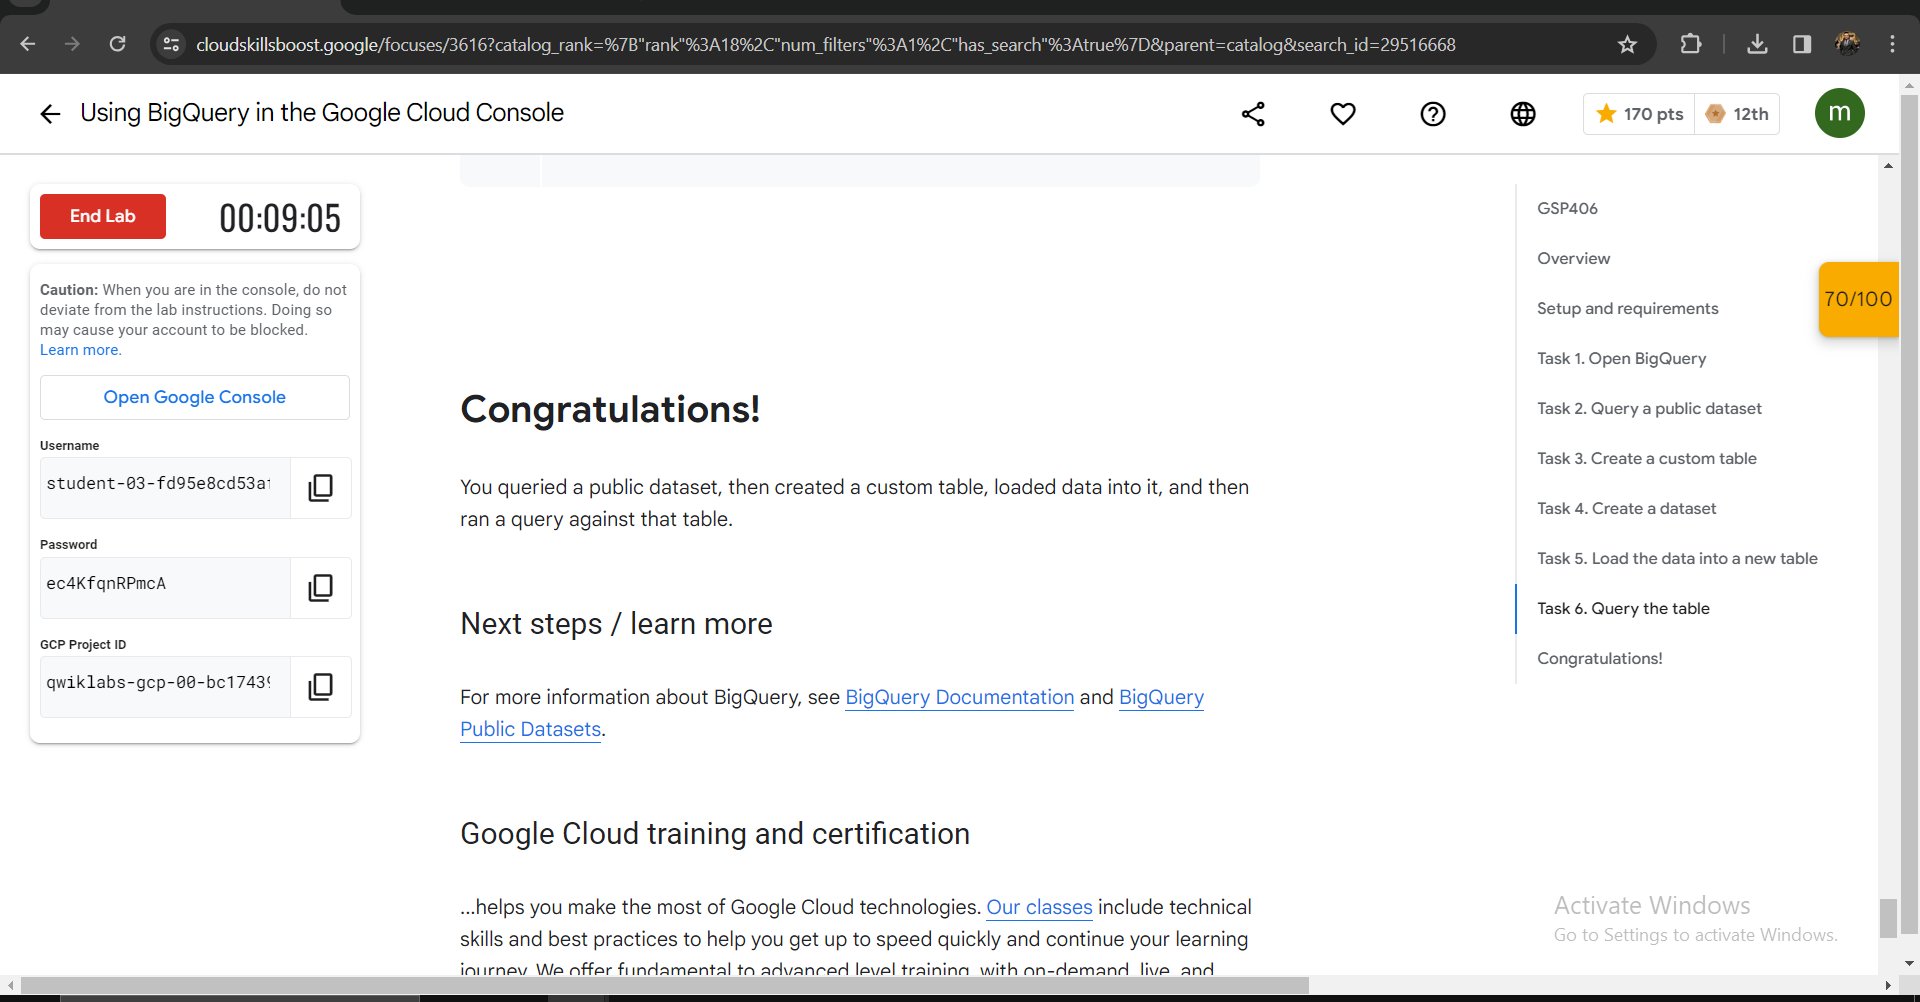 cloudskillsboost.google/focuses/3616?catalog_rank=%7B"rank"%3A18%2C"num_filters"%3A1%2C"has_search"%3Atrue%7D&parent=catalog&search_id=29516668
Using BigQuery in the Google Cloud Console
170 pts
12th
m
End Lab
00:09:05
Caution: When you are in the console, do not
deviate from the lab instructions. Doing so
may cause your account to be blocked.
Learn more.
Open Google Console
Username
student-03-fd95e8cd53a
Password
ec4KfqnRPmcA
GCP Project ID
qwiklabs-gcp-00-bc1743
Congratulations!
You queried a public dataset, then created a custom table, loaded data into it, and then
ran a query against that table.
Next steps / learn more
For more information about BigQuery, see BigQuery Documentation and BigQuery
Public Datasets.
Google Cloud training and certification
...helps you make the most of Google Cloud technologies. Our classes include technical
skills and best practices to help you get up to speed quickly and continue your learning
journey. We offer fundamental to advanced level training, with on-demand, live, and
GSP406
Overview
Setup and requirements
Task 1. Open BigQuery
Task 2. Query a public dataset
Task 3. Create a custom table
Task 4. Create a dataset
Task 5. Load the data into a new table
Task 6. Query the table
Congratulations!
70/100
Activate Windows
Go to Settings to activate Windows.